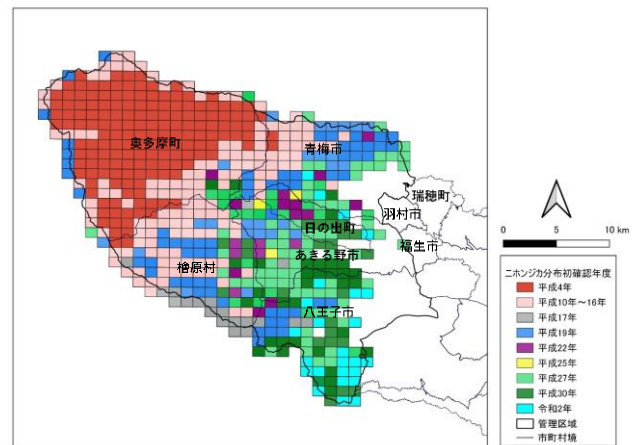 奥多摩町
青梅市
瑞穂町
羽村市
日の出町
福生市
あきる野市
檜原村
八王子市
0 5 10 km
ニホンジカ分布初確認年度
平成4年
平成10年～16年
平成17年
平成19年
平成22年
平成25年
平成27年
平成30年
令和2年
管理区域
市町村境